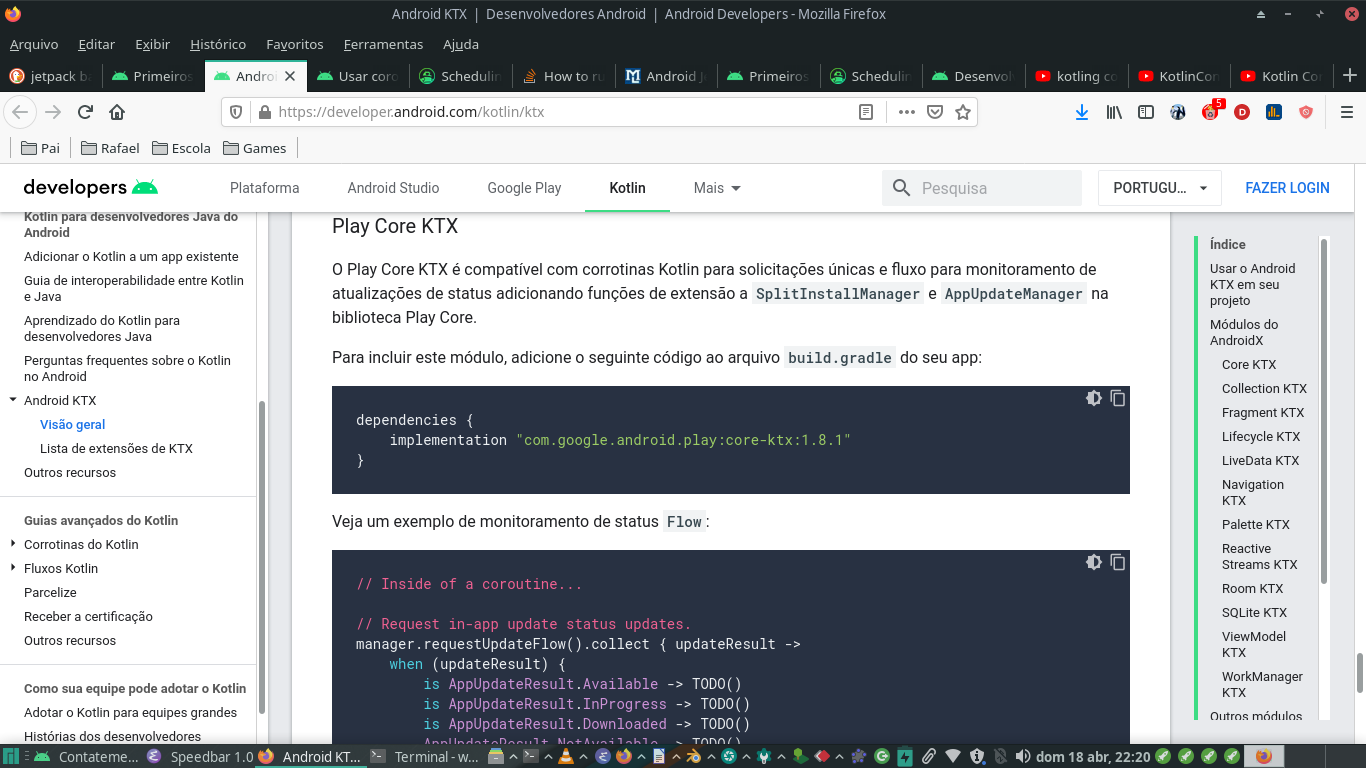 Android KTX | Desenvolvedores Android | Android Developers - Mozilla Firefox
Arquivo Editar Exibir Histórico Favoritos Ferramentas Ajuda
jetpack b Primeiros Androi Usar coro Schedulin How to ru Android J Primeiros Schedulin Desenvol kotling co KotlinCon Kotlin Cor
https://developer.android.com/kotlin/ktx
5
Pai Rafael Escola Games
developers Plataforma Android Studio Google Play Kotlin Mais Pesquisa PORTUGU... FAZER LOGIN
Kotlin para desenvolvedores Java do
Android
Adicionar o Kotlin a um app existente
Guia de interoperabilidade entre Kotlin
e Java
Aprendizado do Kotlin para
desenvolvedores Java
Perguntas frequentes sobre o Kotlin
no Android
Android KTX
Visão geral
Lista de extensões de KTX
Outros recursos
Guias avançados do Kotlin
Corrotinas do Kotlin
Fluxos Kotlin
Parcelize
Receber a certificação
Outros recursos
Como sua equipe pode adotar o Kotlin
Adotar o Kotlin para equipes grandes
Histórias dos desenvolvedores
Play Core KTX
O Play Core KTX é compatível com corrotinas Kotlin para solicitações únicas e fluxo para monitoramento de
atualizações de status adicionando funções de extensão a SplitInstallManager e AppUpdateManager na
biblioteca Play Core.
Para incluir este módulo, adicione o seguinte código ao arquivo build.gradle do seu app:
dependencies {
implementation "com.google.android.play:core-ktx:1.8.1"
}
Veja um exemplo de monitoramento de status Flow:
// Inside of a coroutine...
// Request in-app update status updates.
manager.requestUpdateFlow().collect { updateResult ->
when (updateResult) {
is AppUpdateResult.Available -> TODO()
is AppUpdateResult.InProgress -> TODO()
is AppUpdateResult.Downloaded -> TODO()
AppUpdateResult.NotAvailable -> TODO()
Índice
Usar o Android
KTX em seu
projeto
Módulos do
AndroidX
Core KTX
Collection KTX
Fragment KTX
Lifecycle KTX
LiveData KTX
Navigation
KTX
Palette KTX
Reactive
Streams KTX
Room KTX
SQLite KTX
ViewModel
KTX
WorkManager
KTX
Outros módulos
Conteme... Speedbar 1.0 Android KT... Terminal - w... dom 18 abr, 22:20